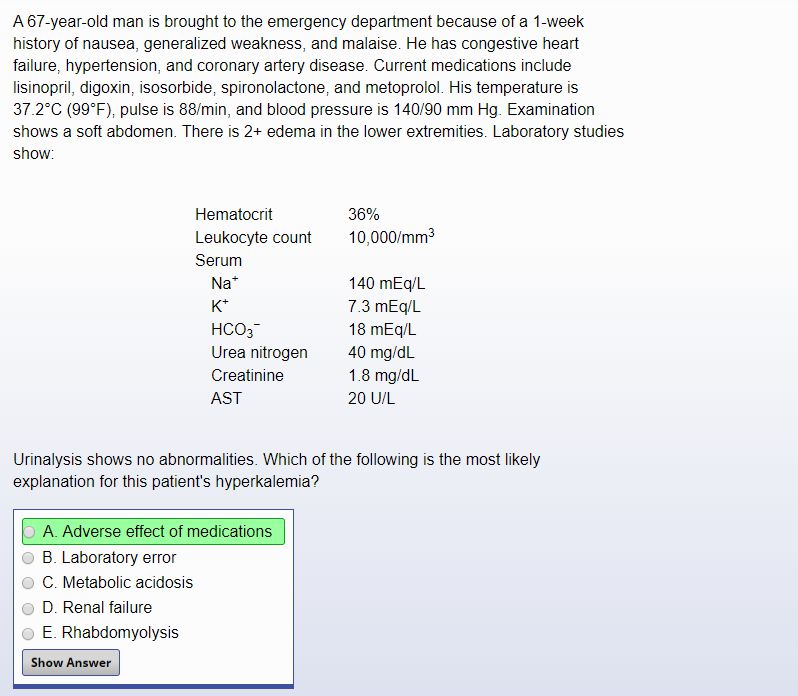 A 67-year-old man is brought to the emergency department because of a 1-week
history of nausea, generalized weakness, and malaise. He has congestive heart
failure, hypertension, and coronary artery disease. Current medications include
lisinopril, digoxin, isosorbide, spironolactone, and metoprolol. His temperature is
37.2°C (99°F), pulse is 88/min, and blood pressure is 140/90 mm Hg. Examination
shows a soft abdomen. There is 2+ edema in the lower extremities. Laboratory studies
show:
Hematocrit 36%
Leukocyte count 10,000/mm³
Serum
Na⁺ 140 mEq/L
K⁺ 7.3 mEq/L
HCO₃⁻ 18 mEq/L
Urea nitrogen 40 mg/dL
Creatinine 1.8 mg/dL
AST 20 U/L
Urinalysis shows no abnormalities. Which of the following is the most likely
explanation for this patient's hyperkalemia?
A. Adverse effect of medications
B. Laboratory error
C. Metabolic acidosis
D. Renal failure
E. Rhabdomyolysis
Show Answer